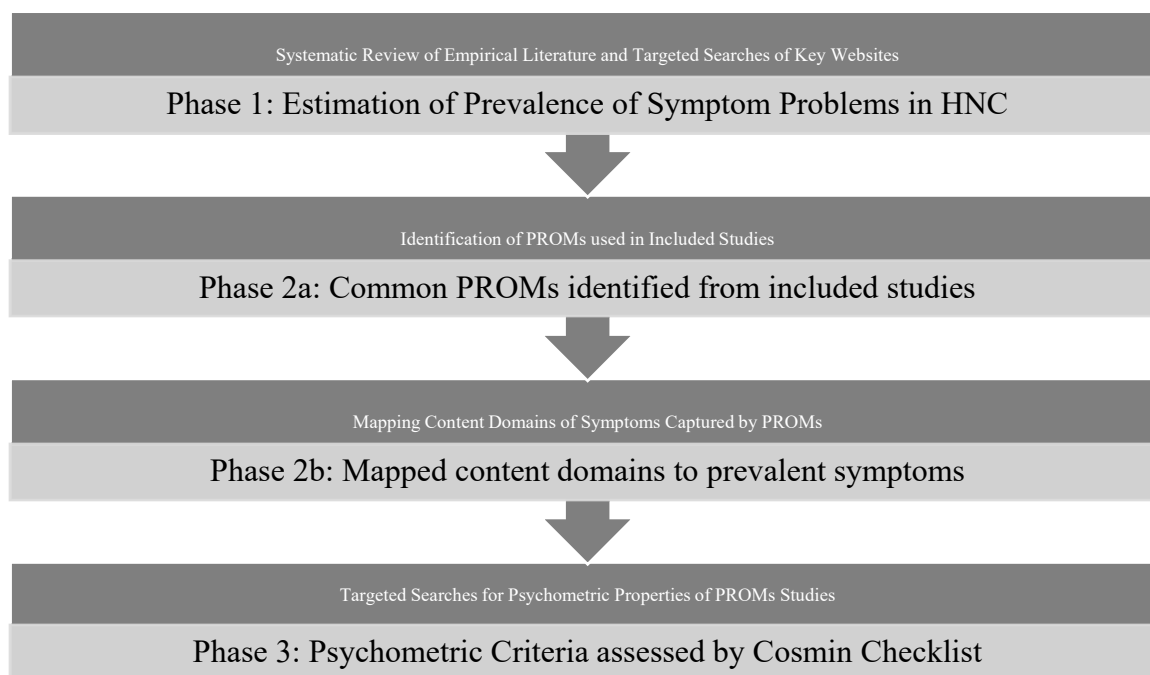 Systematic Review of Empirical Literature and Targeted Searches of Key Websites
Phase 1: Estimation of Prevalence of Symptom Problems in HNC
Identification of PROMs used in Included Studies
Phase 2a: Common PROMs identified from included studies
Mapping Content Domains of Symptoms Captured by PROMs
Phase 2b: Mapped content domains to prevalent symptoms
Targeted Searches for Psychometric Properties of PROMs Studies
Phase 3: Psychometric Criteria assessed by Cosmin Checklist